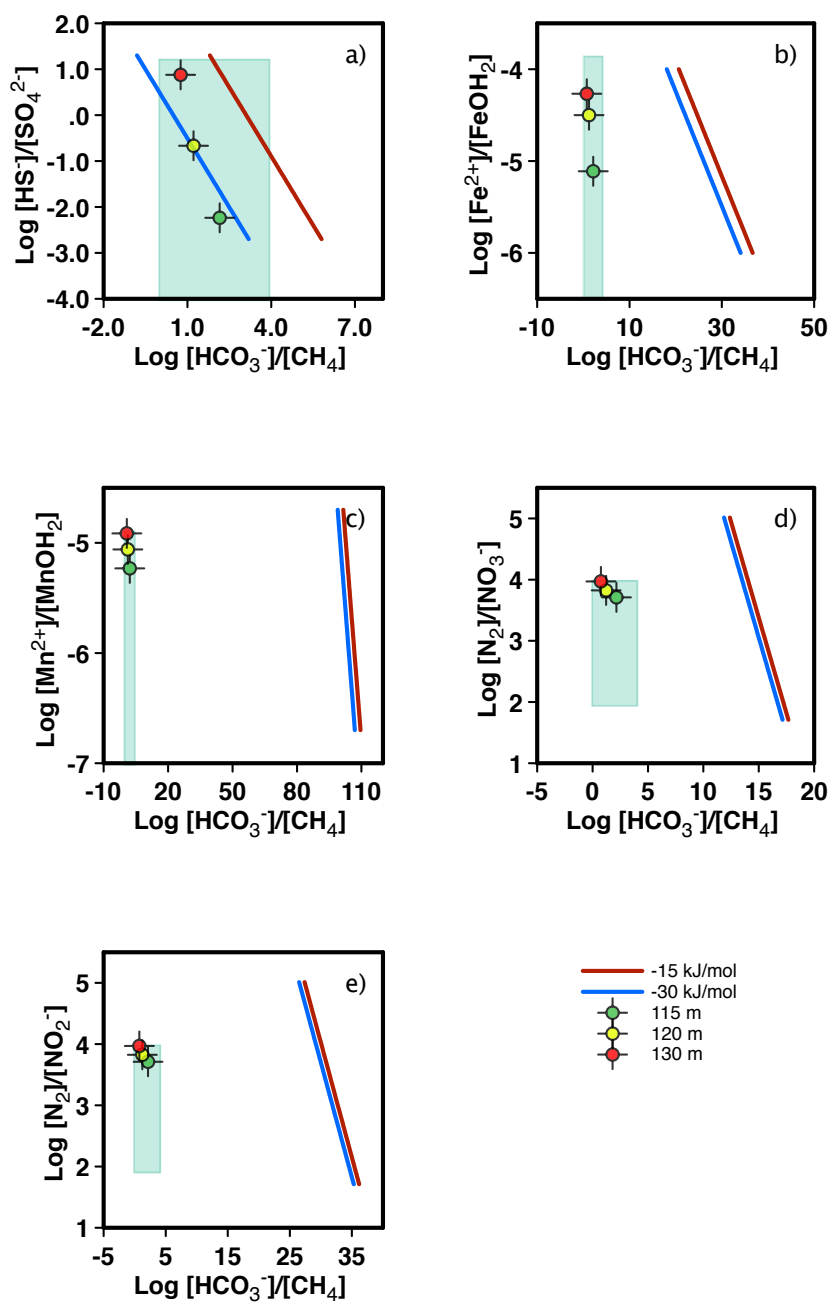 a)
2.0
1.0
.0
-1.0
-2.0
-3.0
-4.0
Log [HS⁻]/[SO₄²⁻]
-2.0 1.0 4.0 7.0
Log [HCO₃⁻]/[CH₄]
b)
-4
-5
-6
Log [Fe²⁺]/[FeOH₂]
-10 10 30 50
Log [HCO₃⁻]/[CH₄]
c)
-5
-6
-7
Log [Mn²⁺]/[MnOH₂]
-10 20 50 80 110
Log [HCO₃⁻]/[CH₄]
d)
5
4
3
2
1
Log [N₂]/[NO₃⁻]
-5 0 5 10 15 20
Log [HCO₃⁻]/[CH₄]
e)
5
4
3
2
1
Log [N₂]/[NO₂⁻]
-5 5 15 25 35
Log [HCO₃⁻]/[CH₄]
-15 kJ/mol
-30 kJ/mol
115 m
120 m
130 m